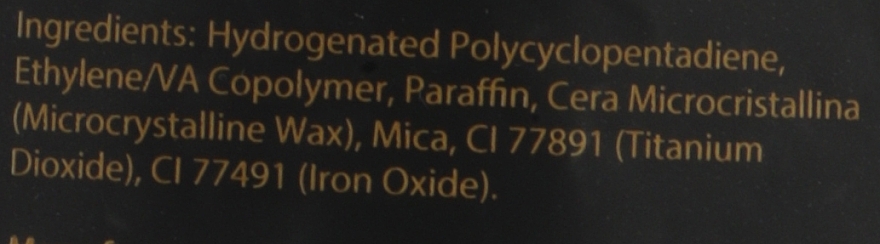 Ingredients: Hydrogenated Polycyclopentadiene,
Ethylene/VA Copolymer, Paraffin, Cera Microcristallina
(Microcrystalline Wax), Mica, CI 77891 (Titanium
Dioxide), CI 77491 (Iron Oxide).